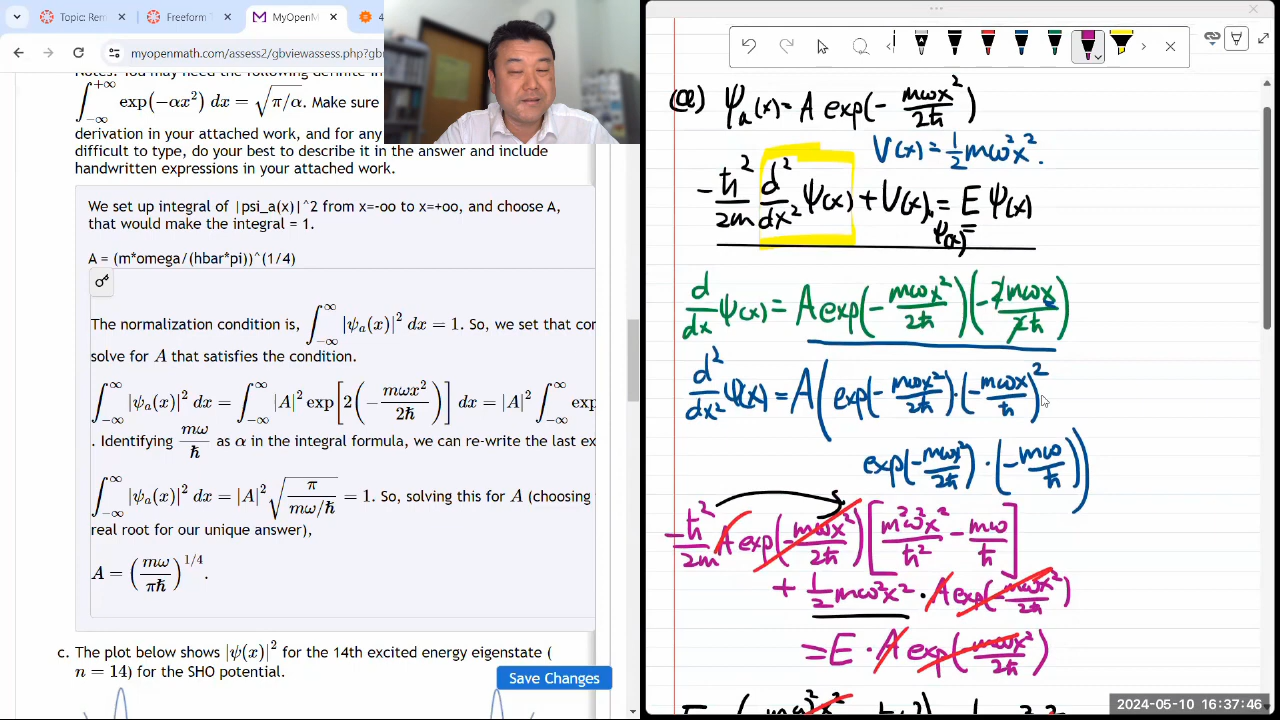 Topic: Rem
Freeform
MyOpenM
myopenmath.com/assess2/gbviewassess.php?gb
∫_{-∞}^{+∞} exp(−αx²) dx = √(π/α). Make sure
derivation in your attached work, and for any
difficult to type, do your best to describe it in the answer and include
handwritten expressions in your attached work.
We set up integral of |psi_a(x)|^2 from x=-oo to x=+oo, and choose A,
that would make the integral = 1.
A = (m*omega/(hbar*pi))^(1/4)
The normalization condition is, ∫_{-∞}^{∞} |ψₐ(x)|² dx = 1. So, we set that con
solve for A that satisfies the condition.
∫_{-∞}^{∞} |ψₐ(x)|² dx = ∫_{-∞}^{∞} |A|² exp[2(−mωx²/2ħ)] dx = |A|² ∫_{-∞}^{∞} exp
. Identifying mω/ħ as α in the integral formula, we can re-write the last ex
∫_{-∞}^{∞} |ψₐ(x)|² dx = |A|² √(π/(mω/ħ)) = 1. So, solving this for A (choosing
real root for our unique answer),
A = (mω/πħ)^{1/4}.
c. The plot below shows |ψ(x)|² for the 14th excited energy eigenstate (
n = 14) for the SHO potential.
Save Changes
(a) ψₐ(x) = A exp(− mωx²/2ħ)
V(x) = ½mω²x².
−ħ²/2m d²/dx² ψ(x) + V(x) ψ(x) = E ψ(x)
d/dx ψ(x) = A exp(− mωx²/2ħ)(− 2mωx/2ħ)
d²/dx² ψ(x) = A( exp(− mωx²/2ħ)·(− mωx/ħ)²
exp(− mωx²/2ħ) · (− mω/ħ))
−ħ²/2m A exp(− mωx²/2ħ) [ m²ω²x²/ħ² − mω/ħ ]
+ ½mω²x² · A exp(− mωx²/2ħ)
= E · A exp(− mωx²/2ħ)
2024-05-10 16:37:46